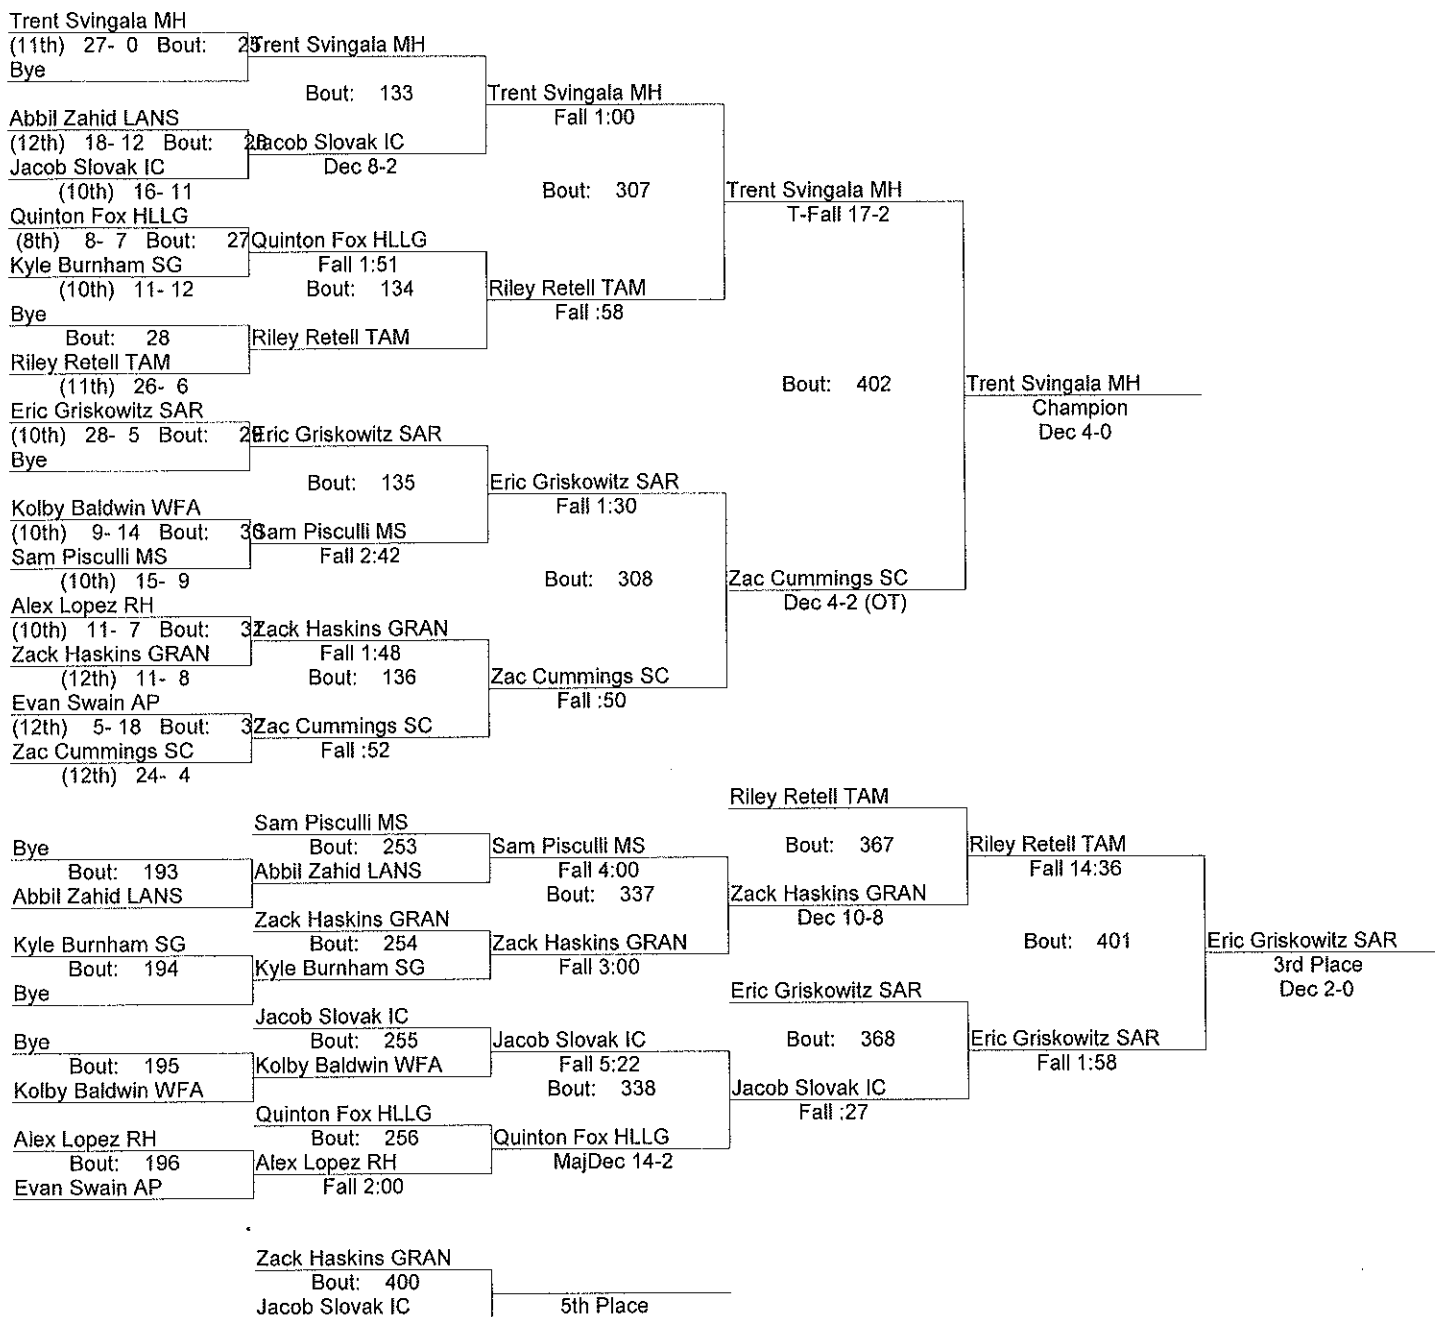 Trent Svingala MH
(11th) 27- 0 Bout: 25
Bye
Trent Svingala MH
Bout: 133
Abbil Zahid LANS
(12th) 18- 12 Bout: 26
Jacob Slovak IC
(10th) 16- 11
Jacob Slovak IC
Dec 8-2
Trent Svingala MH
Fall 1:00
Bout: 307
Quinton Fox HLLG
(8th) 8- 7 Bout: 27
Kyle Burnham SG
(10th) 11- 12
Quinton Fox HLLG
Fall 1:51
Bout: 134
Bye
Bout: 28
Riley Retell TAM
(11th) 26- 6
Riley Retell TAM
Riley Retell TAM
Fall :58
Trent Svingala MH
T-Fall 17-2
Bout: 402
Trent Svingala MH
Champion
Dec 4-0
Eric Griskowitz SAR
(10th) 28- 5 Bout: 29
Bye
Eric Griskowitz SAR
Bout: 135
Kolby Baldwin WFA
(10th) 9- 14 Bout: 30
Sam Pisculli MS
(10th) 15- 9
Sam Pisculli MS
Fall 2:42
Eric Griskowitz SAR
Fall 1:30
Bout: 308
Alex Lopez RH
(10th) 11- 7 Bout: 31
Zack Haskins GRAN
(12th) 11- 8
Zack Haskins GRAN
Fall 1:48
Bout: 136
Evan Swain AP
(12th) 5- 18 Bout: 32
Zac Cummings SC
(12th) 24- 4
Zac Cummings SC
Fall :52
Zac Cummings SC
Fall :50
Zac Cummings SC
Dec 4-2 (OT)
Bye
Bout: 193
Abbil Zahid LANS
Sam Pisculli MS
Bout: 253
Abbil Zahid LANS
Sam Pisculli MS
Fall 4:00
Bout: 337
Kyle Burnham SG
Bout: 194
Bye
Zack Haskins GRAN
Bout: 254
Kyle Burnham SG
Zack Haskins GRAN
Fall 3:00
Riley Retell TAM
Bout: 367
Zack Haskins GRAN
Dec 10-8
Riley Retell TAM
Fall 14:36
Bout: 401
Eric Griskowitz SAR
3rd Place
Dec 2-0
Bye
Bout: 195
Kolby Baldwin WFA
Jacob Slovak IC
Bout: 255
Kolby Baldwin WFA
Jacob Slovak IC
Fall 5:22
Bout: 338
Alex Lopez RH
Bout: 196
Evan Swain AP
Quinton Fox HLLG
Bout: 256
Alex Lopez RH
Fall 2:00
Quinton Fox HLLG
MajDec 14-2
Eric Griskowitz SAR
Bout: 368
Jacob Slovak IC
Fall :27
Eric Griskowitz SAR
Fall 1:58
Zack Haskins GRAN
Bout: 400
Jacob Slovak IC
5th Place